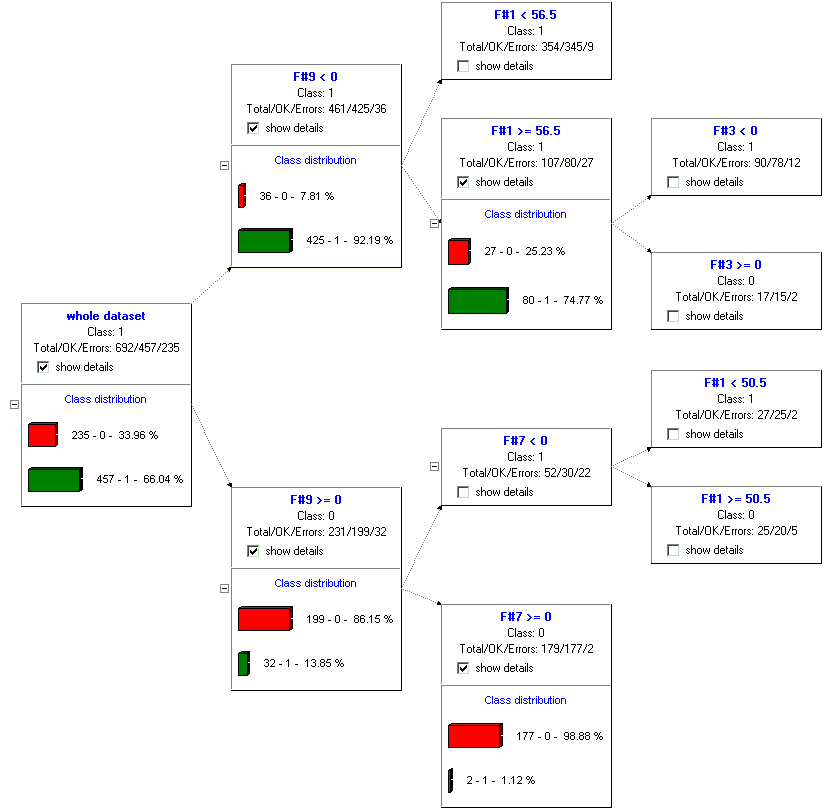 F#1 < 56.5
Class: 1
Total/OK/Errors: 354/345/9
show details
F#9 < 0
Class: 1
Total/OK/Errors: 461/425/36
show details
Class distribution
36 - 0 - 7.81 %
425 - 1 - 92.19 %
F#1 >= 56.5
Class: 1
Total/OK/Errors: 107/80/27
show details
Class distribution
27 - 0 - 25.23 %
80 - 1 - 74.77 %
F#3 < 0
Class: 1
Total/OK/Errors: 90/78/12
show details
F#3 >= 0
Class: 0
Total/OK/Errors: 17/15/2
show details
whole dataset
Class: 1
Total/OK/Errors: 692/457/235
show details
Class distribution
235 - 0 - 33.96 %
457 - 1 - 66.04 %
F#9 >= 0
Class: 0
Total/OK/Errors: 231/199/32
show details
Class distribution
199 - 0 - 86.15 %
32 - 1 - 13.85 %
F#7 < 0
Class: 1
Total/OK/Errors: 52/30/22
show details
F#1 < 50.5
Class: 1
Total/OK/Errors: 27/25/2
show details
F#1 >= 50.5
Class: 0
Total/OK/Errors: 25/20/5
show details
F#7 >= 0
Class: 0
Total/OK/Errors: 179/177/2
show details
Class distribution
177 - 0 - 98.88 %
2 - 1 - 1.12 %